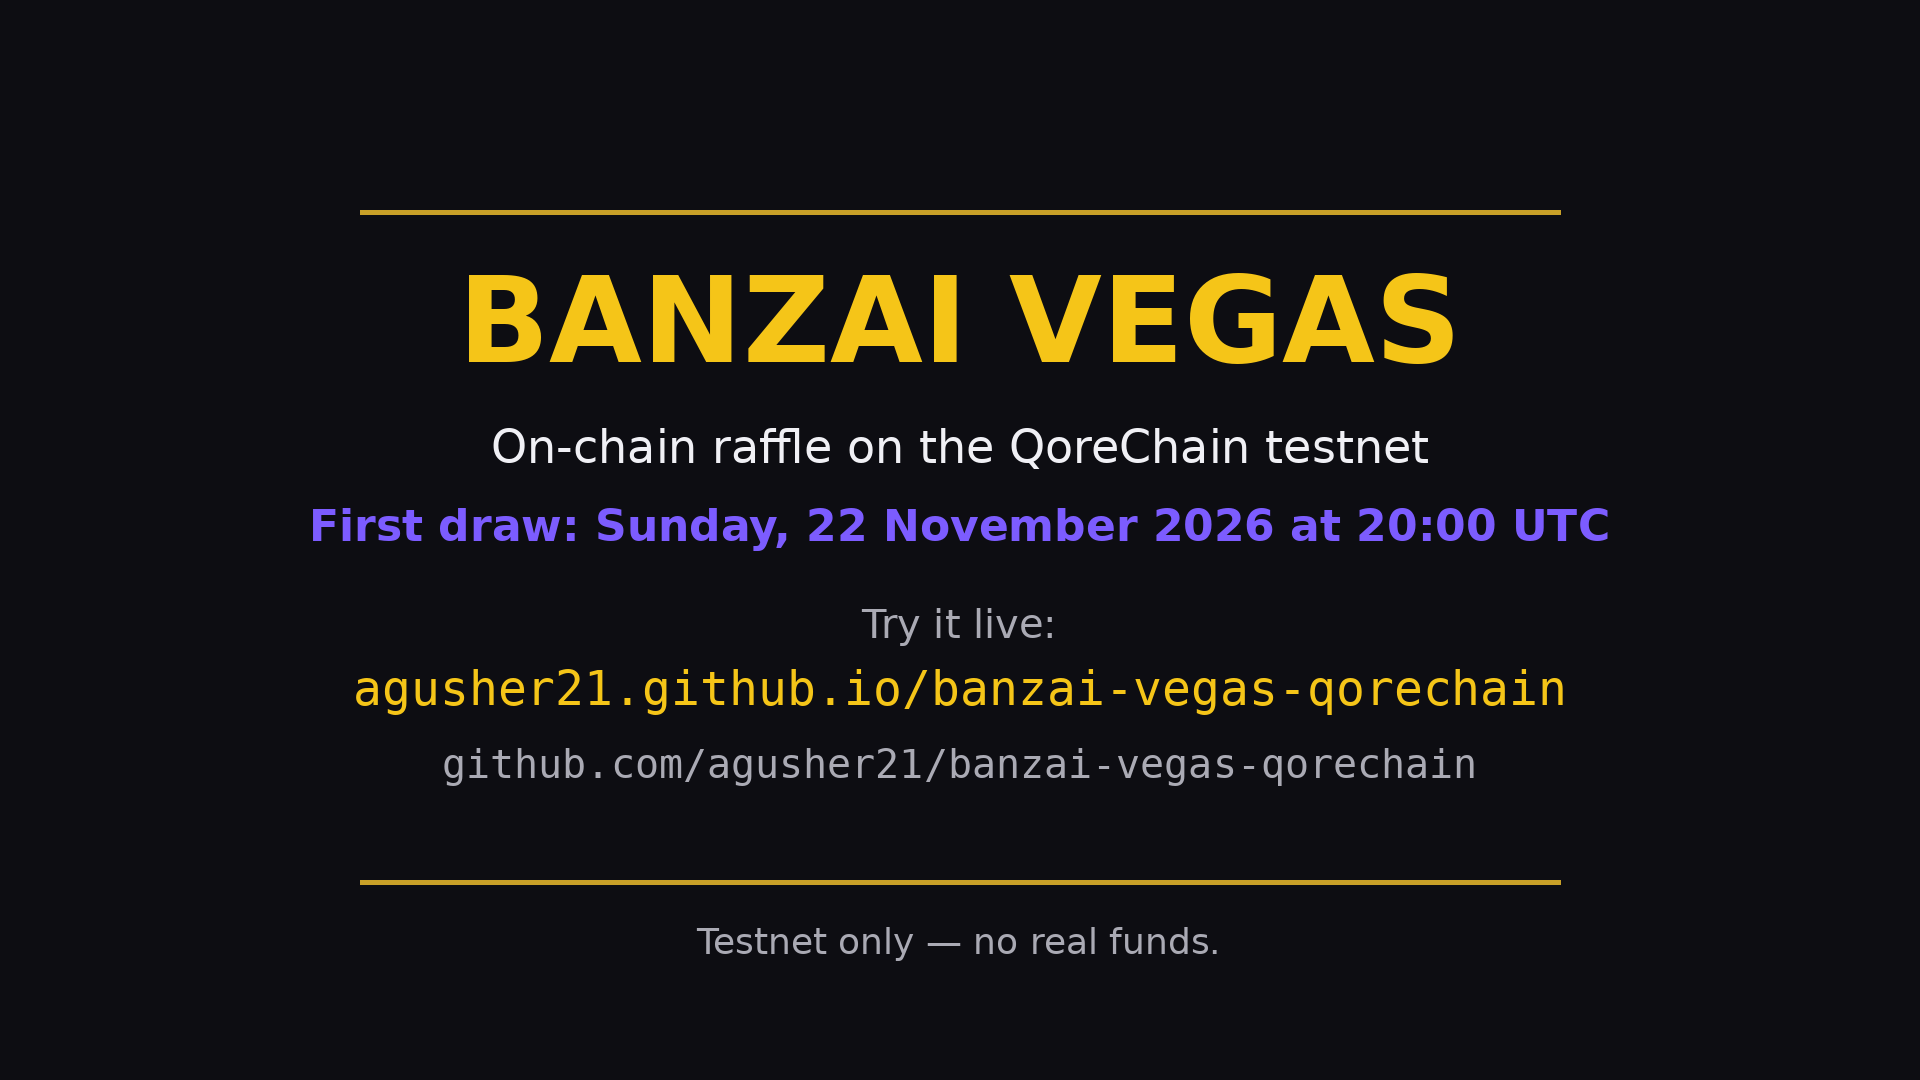 BANZAI VEGAS
On-chain raffle on the QoreChain testnet
First draw: Sunday, 22 November 2026 at 20:00 UTC
Try it live:
agusher21.github.io/banzai-vegas-qorechain
github.com/agusher21/banzai-vegas-qorechain
Testnet only — no real funds.